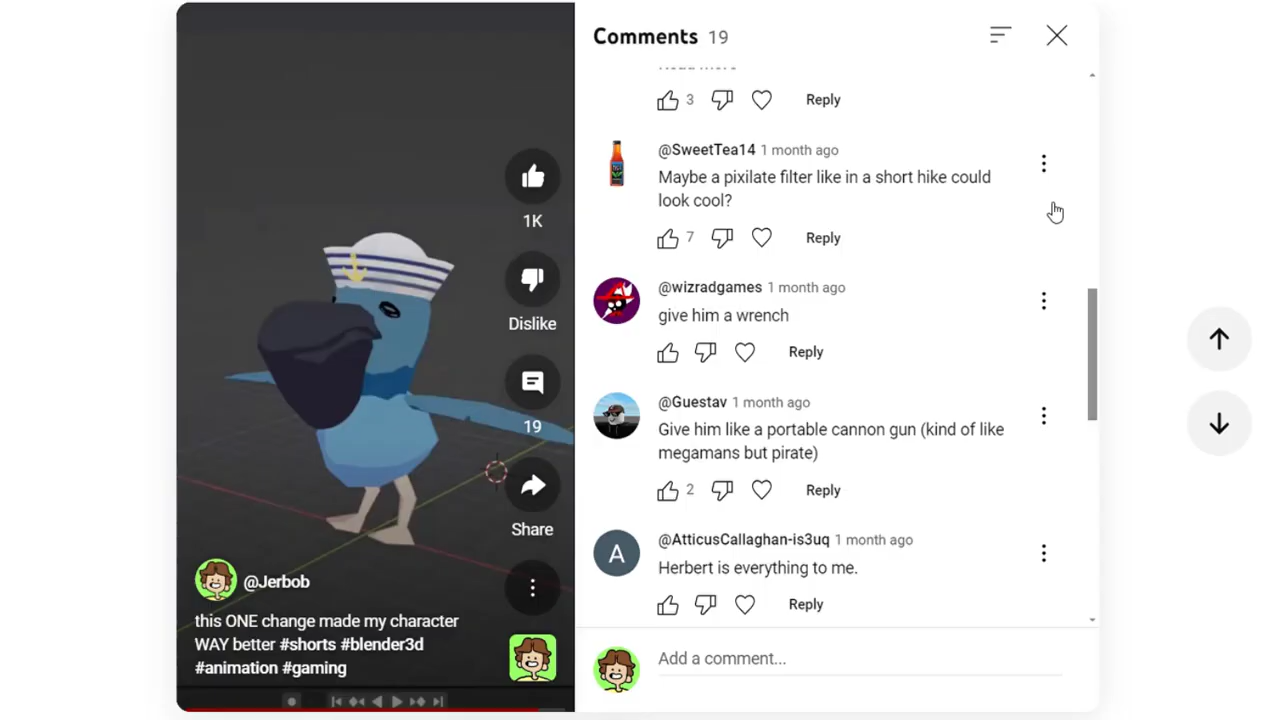 Comments 19
Read more
3 Reply
@SweetTea14 1 month ago
Maybe a pixilate filter like in a short hike could
look cool?
7 Reply
@wizradgames 1 month ago
give him a wrench
Reply
@Guestav 1 month ago
Give him like a portable cannon gun (kind of like
megamans but pirate)
2 Reply
@AtticusCallaghan-is3uq 1 month ago
A
Herbert is everything to me.
Reply
Add a comment...
1K
Dislike
19
Share
@Jerbob
this ONE change made my character
WAY better #shorts #blender3d
#animation #gaming